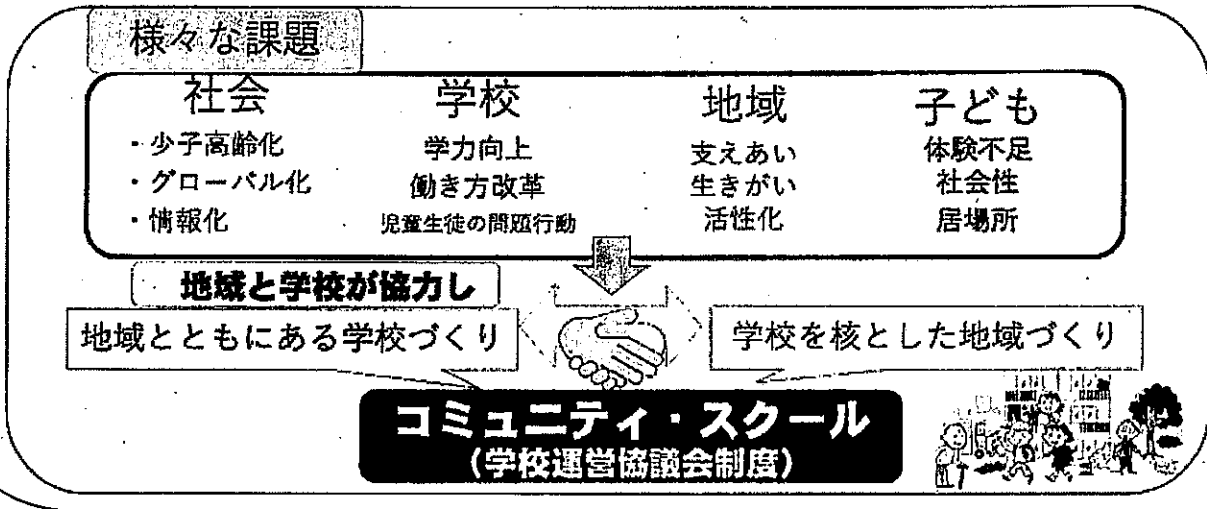 様々な課題
社会 学校 地域 子ども
・少子高齢化 学力向上 支えあい 体験不足
・グローバル化 働き方改革 生きがい 社会性
・情報化 児童生徒の問題行動 活性化 居場所
地域と学校が協力し
地域とともにある学校づくり 学校を核とした地域づくり
コミュニティ・スクール
(学校運営協議会制度)